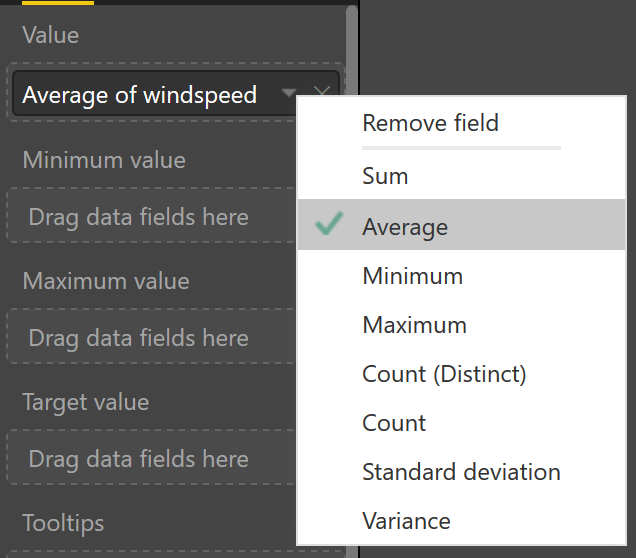 Value
Average of windspeed
Minimum value
Drag data fields here
Maximum value
Drag data fields here
Target value
Drag data fields here
Tooltips
Remove field
Sum
Average
Minimum
Maximum
Count (Distinct)
Count
Standard deviation
Variance